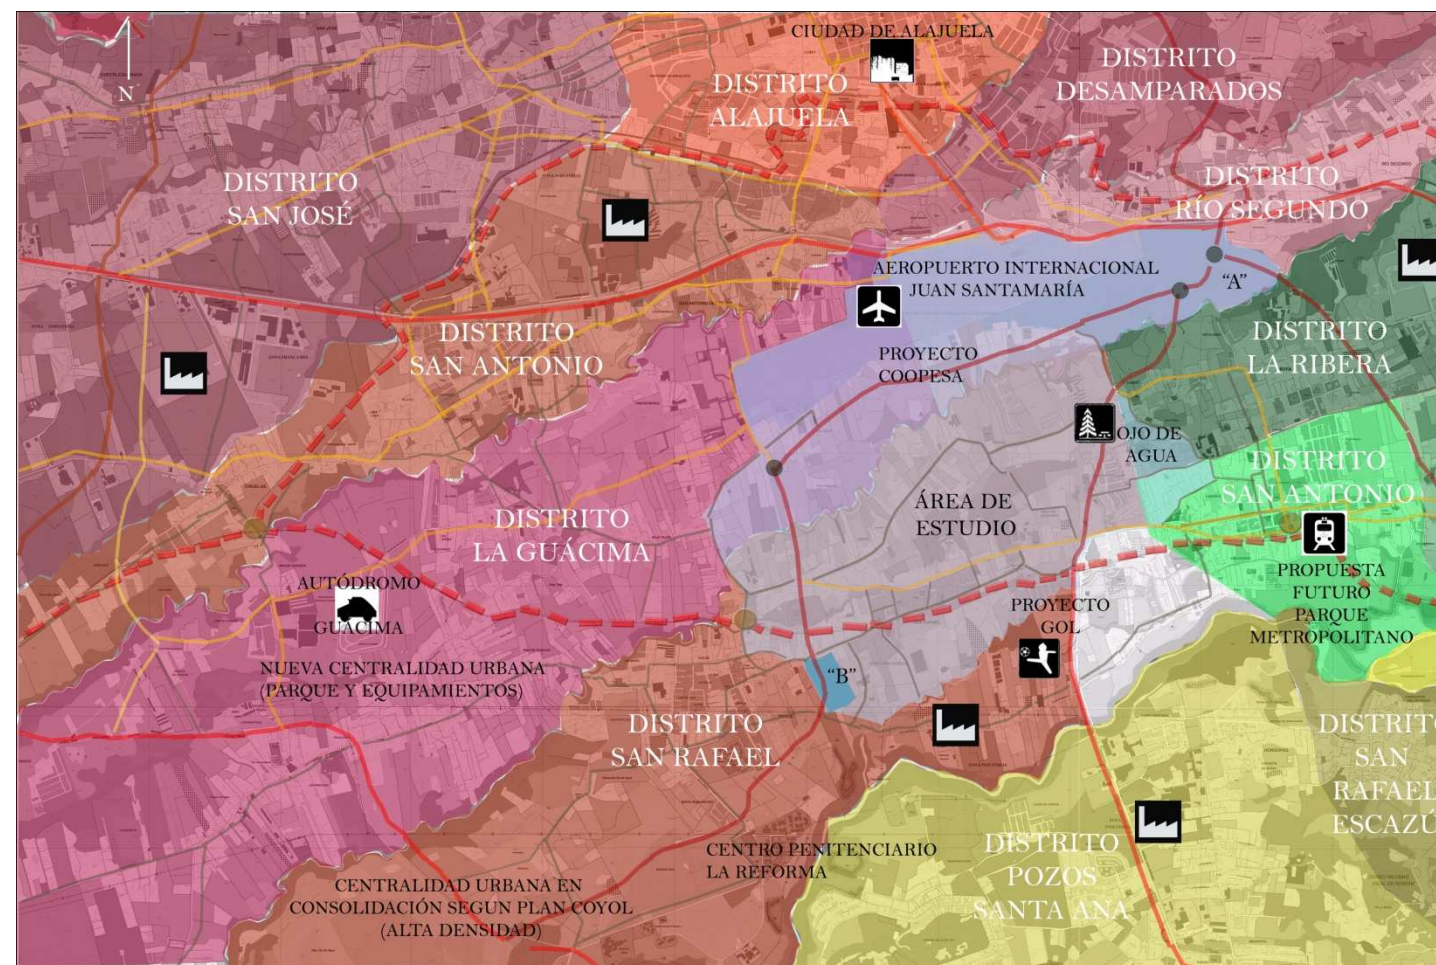 CIUDAD DE ALAJUELA
DISTRITO
ALAJUELA
DISTRITO
DESAMPARADOS
N
DISTRITO
SAN JOSÉ
DISTRITO
RÍO SEGUNDO
AEROPUERTO INTERNACIONAL
JUAN SANTAMARÍA
“A”
DISTRITO
SAN ANTONIO
PROYECTO
COOPESA
DISTRITO
LA RIBERA
OJO DE
AGUA
DISTRITO
SAN ANTONIO
ÁREA DE
ESTUDIO
DISTRITO
LA GUÁCIMA
AUTÓDROMO
GUÁCIMA
PROYECTO
GOL
PROPUESTA
FUTURO
PARQUE
METROPOLITANO
NUEVA CENTRALIDAD URBANA
(PARQUE Y EQUIPAMIENTOS)
“B”
DISTRITO
SAN RAFAEL
DISTRITO
SAN
RAFAEL
ESCAZÚ
CENTRO PENITENCIARIO
LA REFORMA
DISTRITO
POZOS
SANTA ANA
CENTRALIDAD URBANA EN
CONSOLIDACIÓN SEGUN PLAN COYOL
(ALTA DENSIDAD)